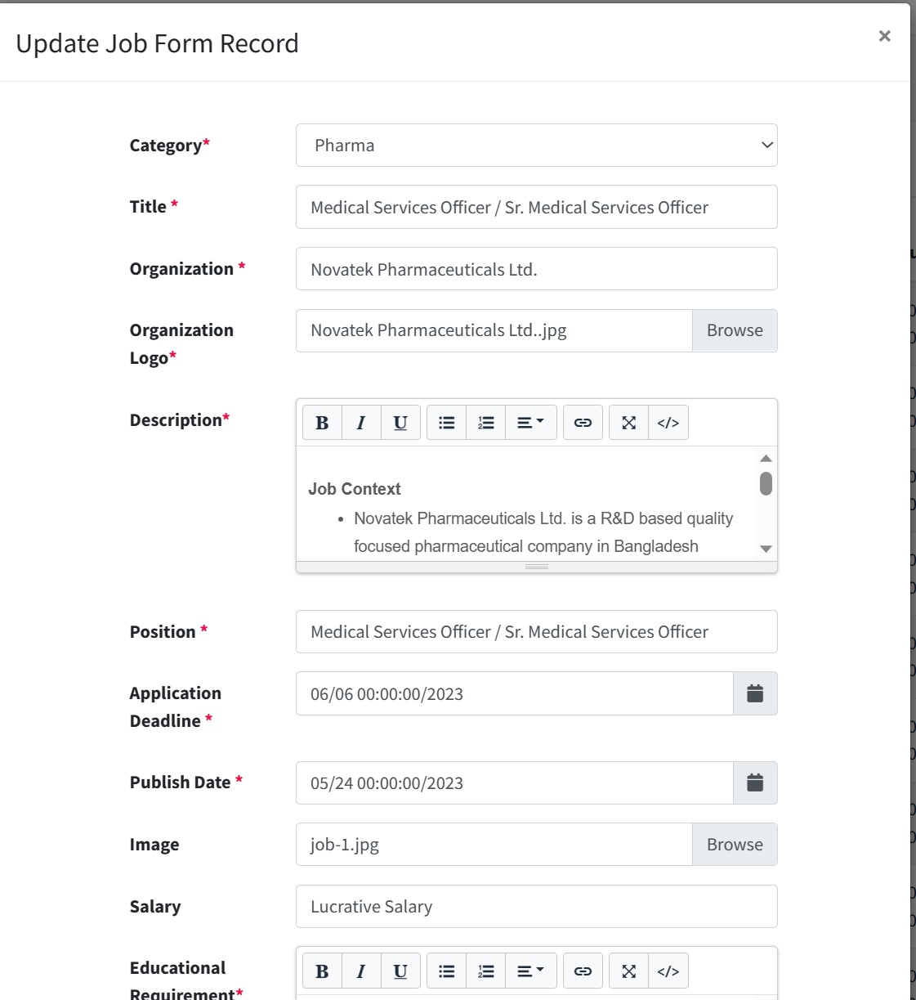 Update Job Form Record
×
Category*
Pharma
Title *
Medical Services Officer / Sr. Medical Services Officer
Organization *
Novatek Pharmaceuticals Ltd.
Organization
Logo*
Novatek Pharmaceuticals Ltd..jpg
Browse
Description*
B I U </>
Job Context
• Novatek Pharmaceuticals Ltd. is a R&D based quality
focused pharmaceutical company in Bangladesh
Position *
Medical Services Officer / Sr. Medical Services Officer
Application
Deadline *
06/06 00:00:00/2023
Publish Date *
05/24 00:00:00/2023
Image
job-1.jpg
Browse
Salary
Lucrative Salary
Educational
Requirement*
B I U </>